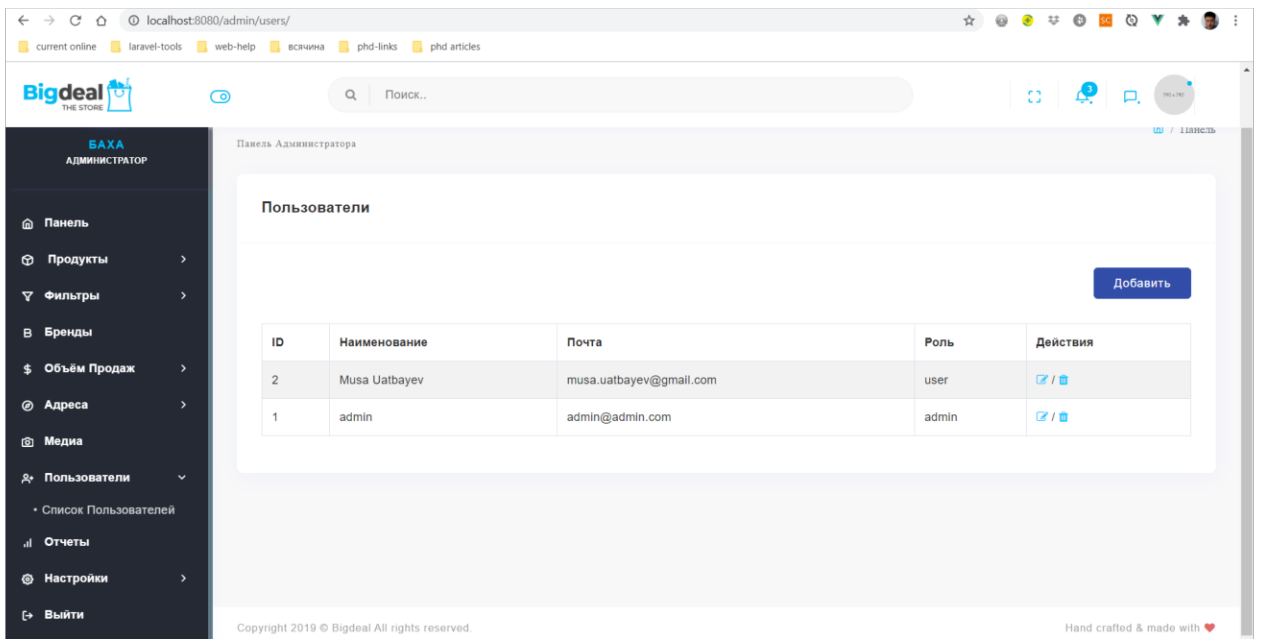 localhost:8080/admin/users/
current online laravel-tools web-help всячина phd-links phd articles
Bigdeal
THE STORE
Поиск..
3
БАХА
АДМИНИСТРАТОР
Панель Администратора
/ Панель
Панель
Продукты
Фильтры
Бренды
Объём Продаж
Адреса
Медиа
Пользователи
• Список Пользователей
Отчеты
Настройки
Выйти
Пользователи
Добавить
ID Наименование Почта Роль Действия
2 Musa Uatbayev musa.uatbayev@gmail.com user /
1 admin admin@admin.com admin /
Copyright 2019 © Bigdeal All rights reserved.
Hand crafted & made with